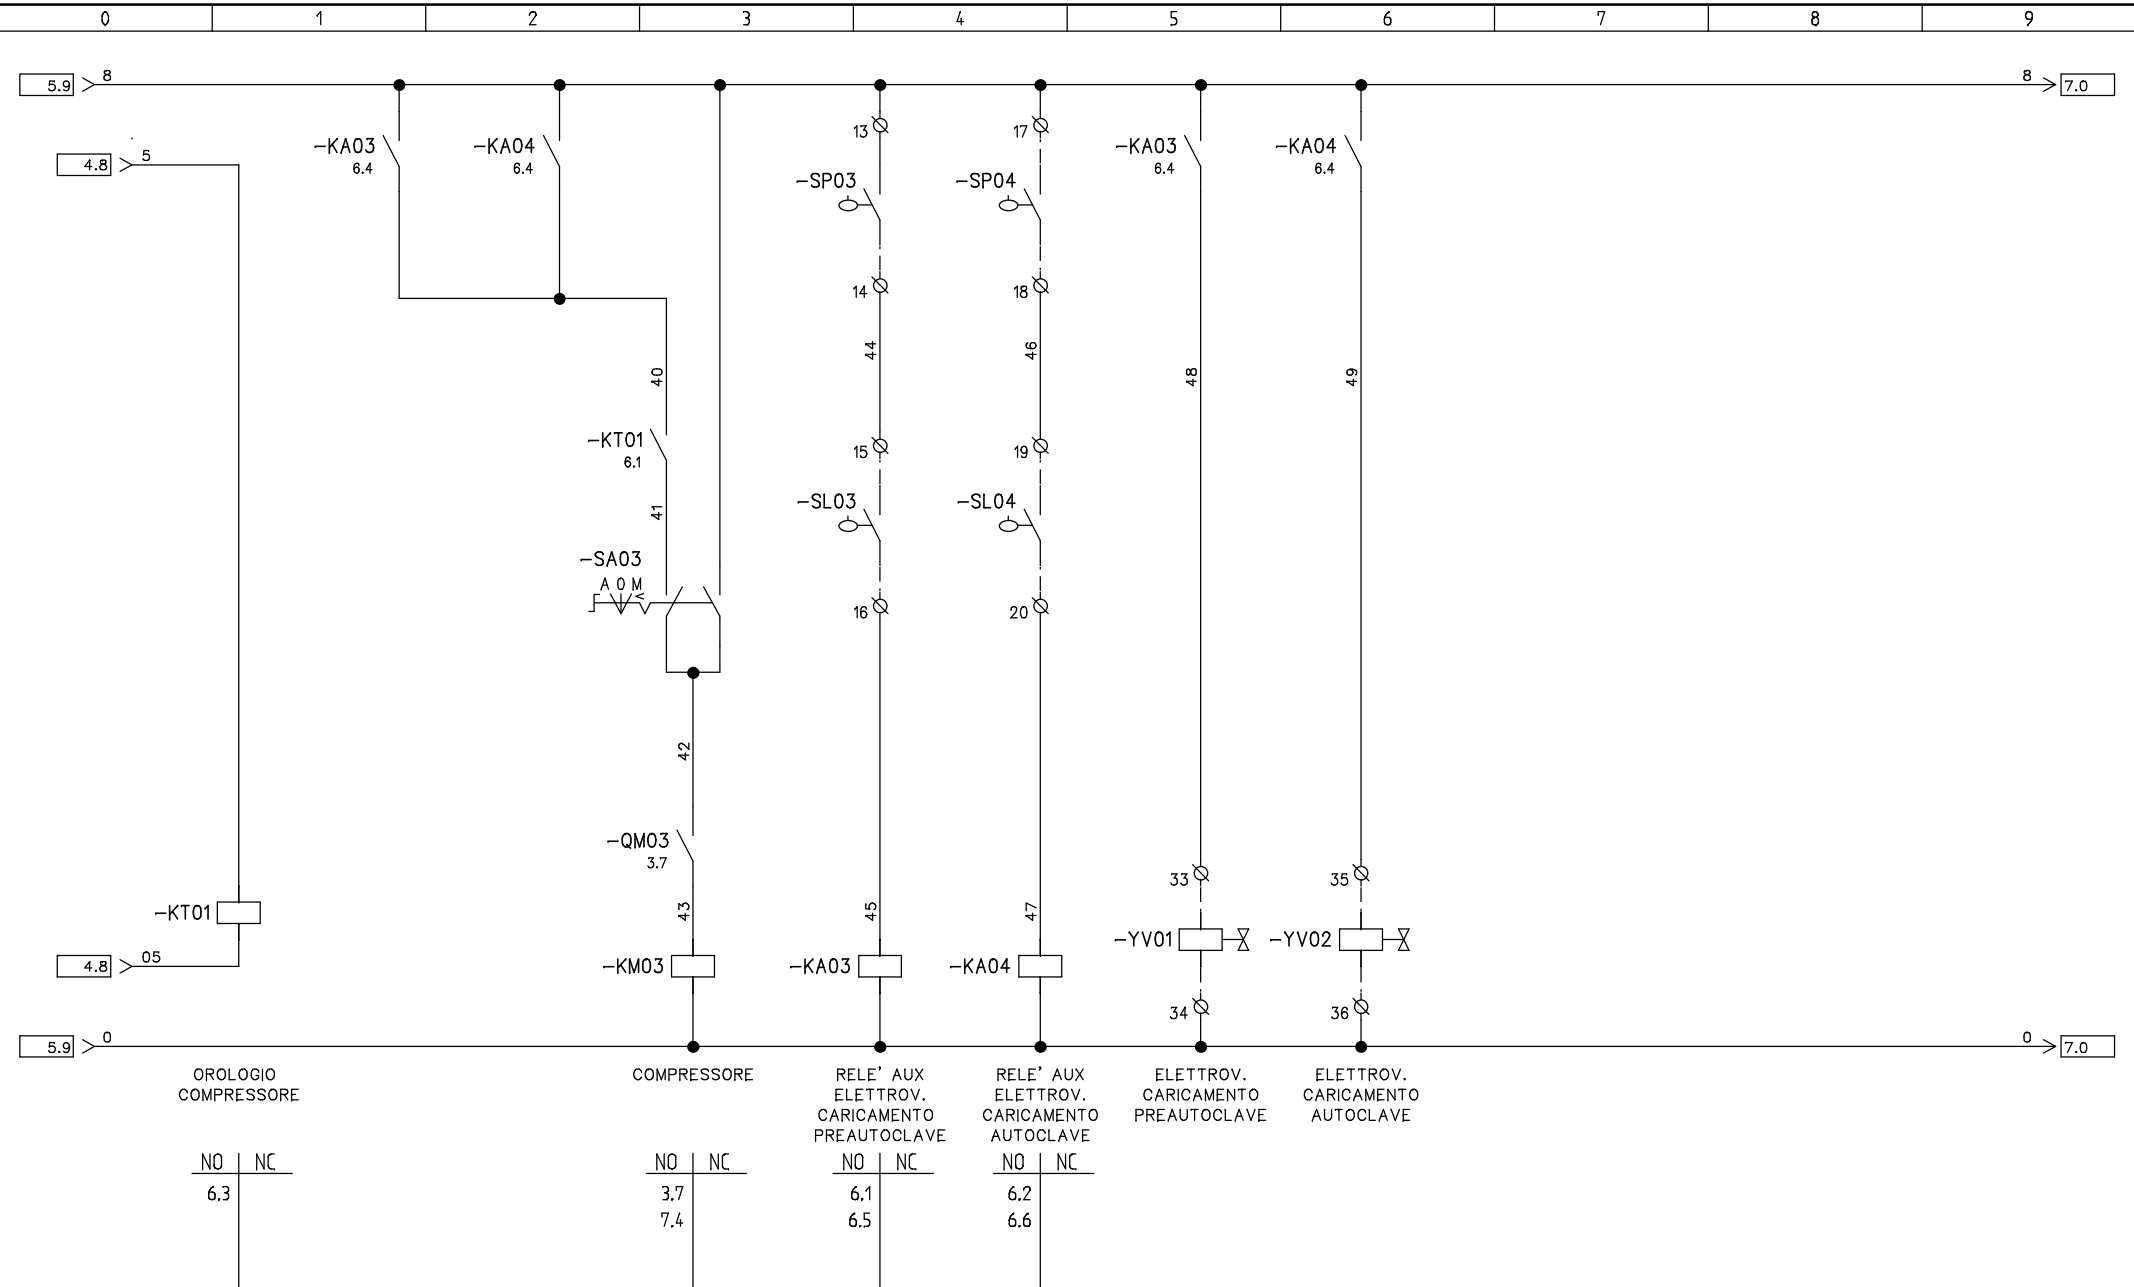 0 1 2 3 4 5 6 7 8 9
5.9 8 8 7.0
4.8 5
-KA03
6.4
-KA04
6.4
13
17
-KA03
6.4
-KA04
6.4
-SP03
-SP04
14
18
40
44
46
48
49
-KT01
6.1
15
19
41
-SL03
-SL04
-SA03
A 0 M
16
20
42
-QM03
3.7
33
35
-KT01
43
45
47
-YV01
-YV02
4.8 05
-KM03
-KA03
-KA04
34
36
5.9 0 0 7.0
OROLOGIO
COMPRESSORE
COMPRESSORE
RELE' AUX
ELETTROV.
CARICAMENTO
PREAUTOCLAVE
RELE' AUX
ELETTROV.
CARICAMENTO
AUTOCLAVE
ELETTROV.
CARICAMENTO
PREAUTOCLAVE
ELETTROV.
CARICAMENTO
AUTOCLAVE
NO NC
6.3
NO NC
3.7
7.4
NO NC
6.1
6.5
NO NC
6.2
6.6